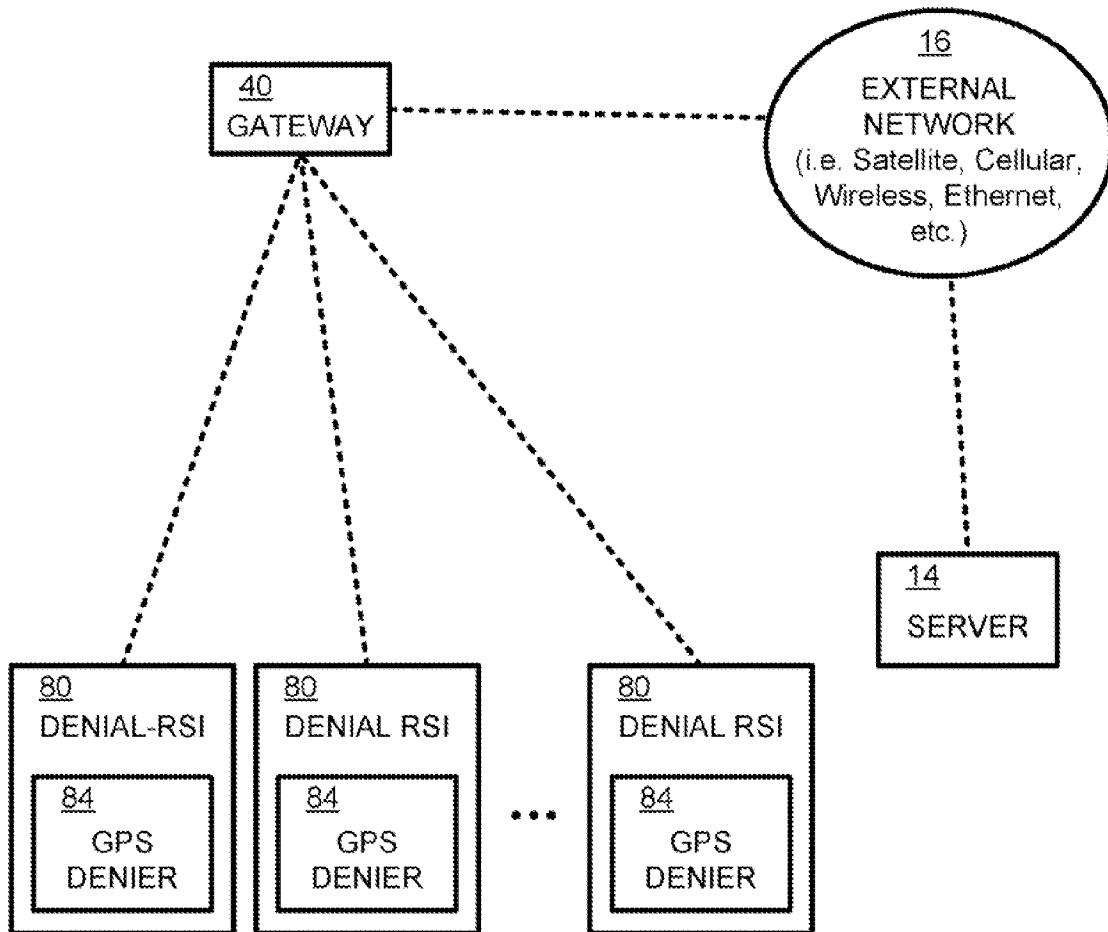 40
GATEWAY
16
EXTERNAL
NETWORK
(i.e. Satellite, Cellular,
Wireless, Ethernet,
etc.)
14
SERVER
80
DENIAL-RSI
84
GPS
DENIER
80
DENIAL RSI
84
GPS
DENIER
...
80
DENIAL RSI
84
GPS
DENIER